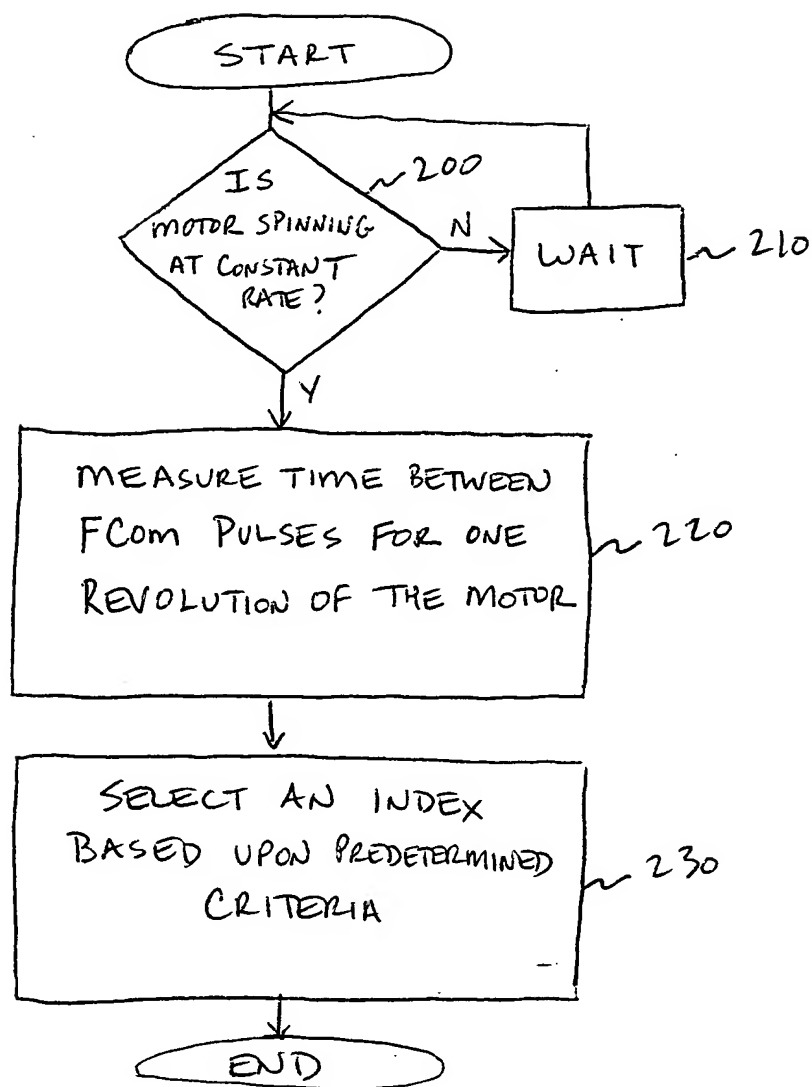 START
IS
MOTOR SPINNING
AT CONSTANT
RATE?
200
N
WAIT
210
Y
MEASURE TIME BETWEEN
FCOM PULSES FOR ONE
REVOLUTION OF THE MOTOR
220
SELECT AN INDEX
BASED UPON PREDETERMINED
CRITERIA
230
END